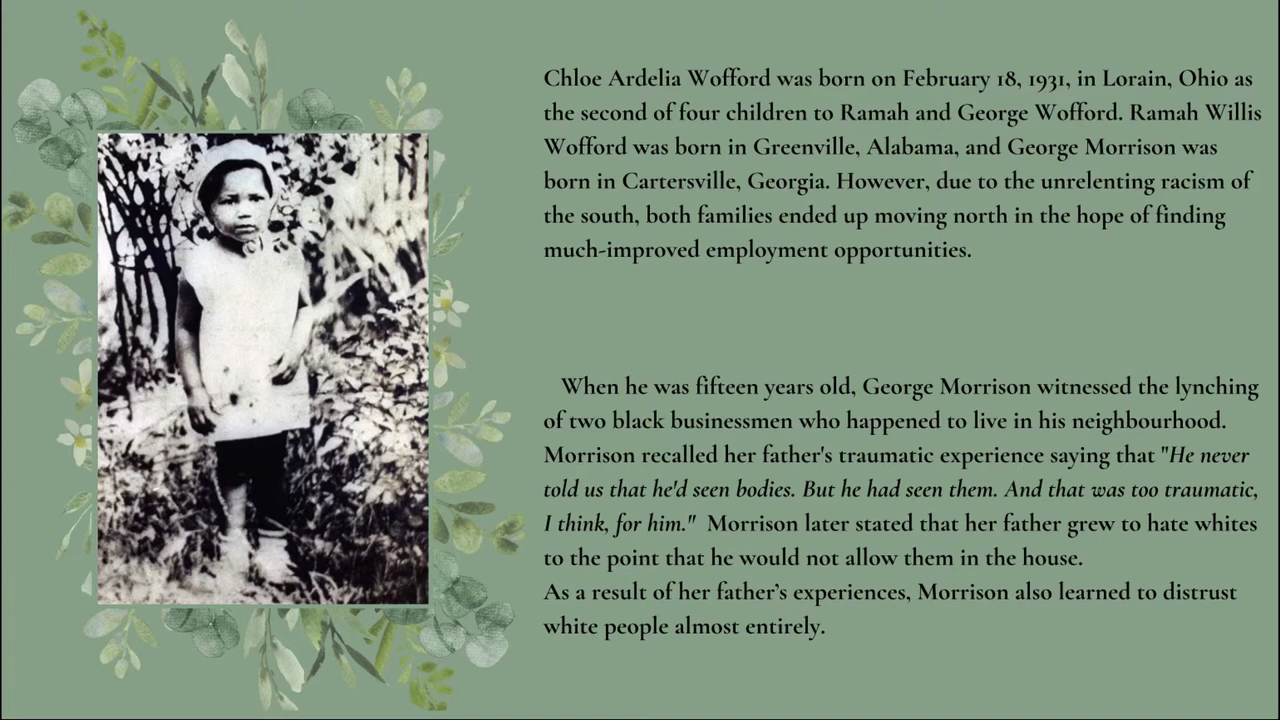 Chloe Ardelia Wofford was born on February 18, 1931, in Lorain, Ohio as
the second of four children to Ramah and George Wofford. Ramah Willis
Wofford was born in Greenville, Alabama, and George Morrison was
born in Cartersville, Georgia. However, due to the unrelenting racism of
the south, both families ended up moving north in the hope of finding
much-improved employment opportunities.
When he was fifteen years old, George Morrison witnessed the lynching
of two black businessmen who happened to live in his neighbourhood.
Morrison recalled her father's traumatic experience saying that "He never
told us that he'd seen bodies. But he had seen them. And that was too traumatic,
I think, for him." Morrison later stated that her father grew to hate whites
to the point that he would not allow them in the house.
As a result of her father’s experiences, Morrison also learned to distrust
white people almost entirely.